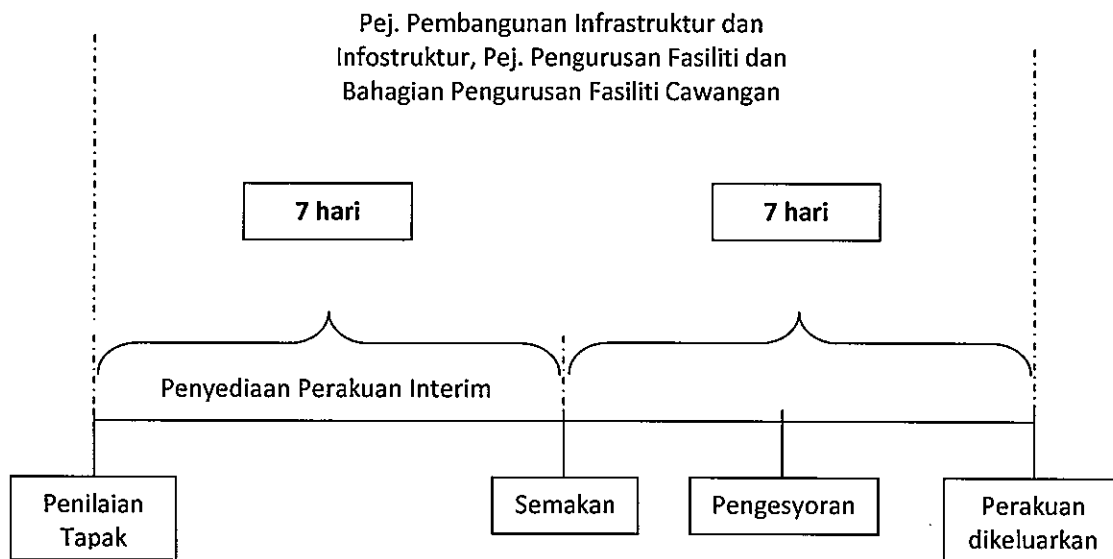 Pej. Pembangunan Infrastruktur dan
Infostruktur, Pej. Pengurusan Fasiliti dan
Bahagian Pengurusan Fasiliti Cawangan
7 hari
7 hari
Penyediaan Perakuan Interim
Penilaian
Tapak
Semakan
Pengesyoran
Perakuan
dikeluarkan